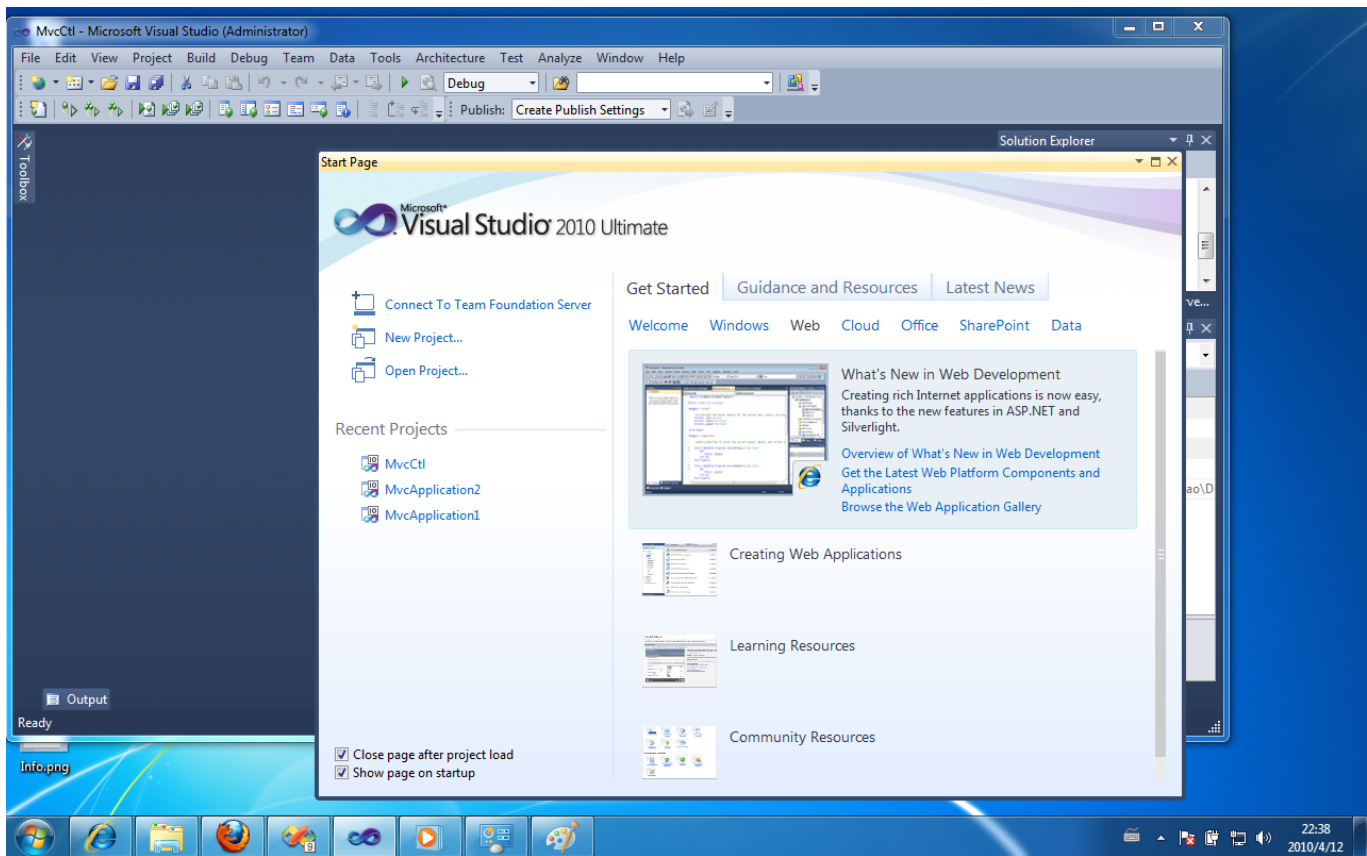 MvcCtl - Microsoft Visual Studio (Administrator)
File Edit View Project Build Debug Team Data Tools Architecture Test Analyze Window Help
Debug
Publish: Create Publish Settings
Toolbox
Solution Explorer
Start Page
Microsoft
Visual Studio 2010 Ultimate
Connect To Team Foundation Server
New Project...
Open Project...
Recent Projects
MvcCtl
MvcApplication2
MvcApplication1
Get Started Guidance and Resources Latest News
Welcome Windows Web Cloud Office SharePoint Data
What's New in Web Development
Creating rich Internet applications is now easy,
thanks to the new features in ASP.NET and
Silverlight.
Overview of What's New in Web Development
Get the Latest Web Platform Components and
Applications
Browse the Web Application Gallery
Creating Web Applications
Learning Resources
Community Resources
Close page after project load
Show page on startup
ve...
ao\D
Output
Ready
Info.png
9
22:38
2010/4/12